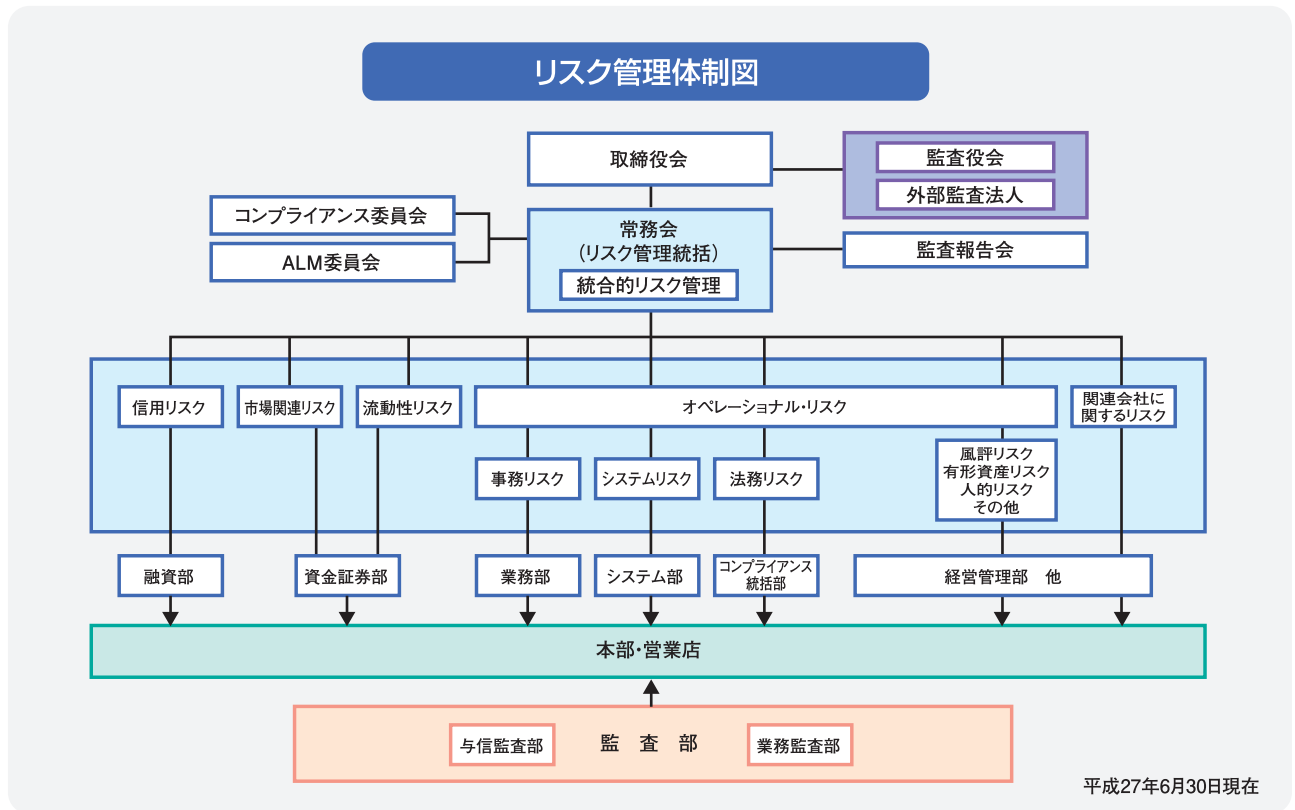 リスク管理体制図
取締役会
監査役会
外部監査法人
コンプライアンス委員会
ALM委員会
常務会
(リスク管理統括)
統合的リスク管理
監査報告会
信用リスク
市場関連リスク
流動性リスク
オペレーショナル・リスク
関連会社に
関するリスク
事務リスク
システムリスク
法務リスク
風評リスク
有形資産リスク
人的リスク
その他
融資部
資金証券部
業務部
システム部
コンプライアンス
統括部
経営管理部　他
本部・営業店
与信監査部
監　査　部
業務監査部
平成27年6月30日現在